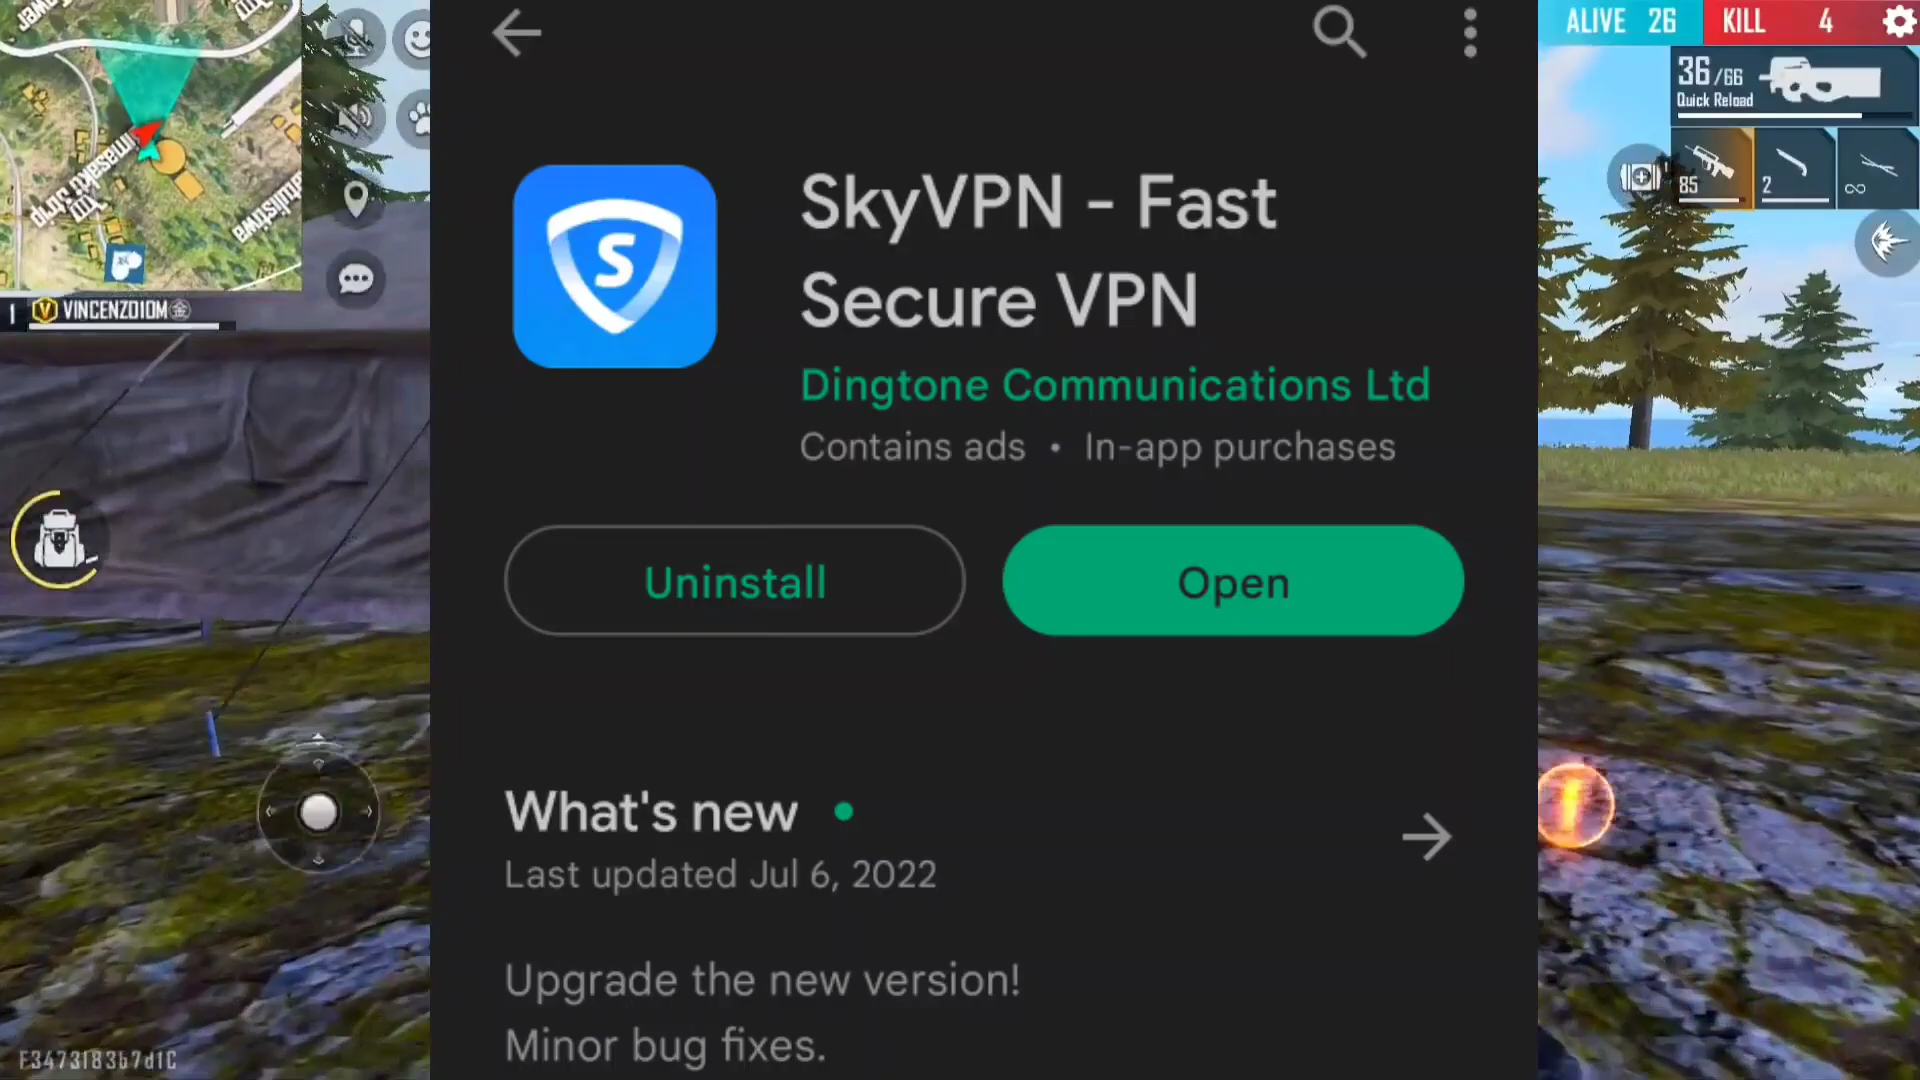 ALIVE 26 KILL 4
36/66
Quick Reload
85
2
∞
1 V VINCENZO1OM
S
SkyVPN - Fast
Secure VPN
Dingtone Communications Ltd
Contains ads • In-app purchases
Uninstall
Open
What's new
Last updated Jul 6, 2022
Upgrade the new version!
Minor bug fixes.